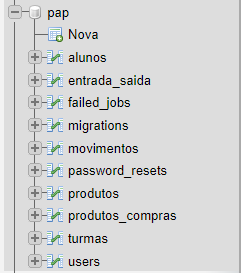 pap
Nova
alunos
entrada_saida
failed_jobs
migrations
movimentos
password_resets
produtos
produtos_compras
turmas
users